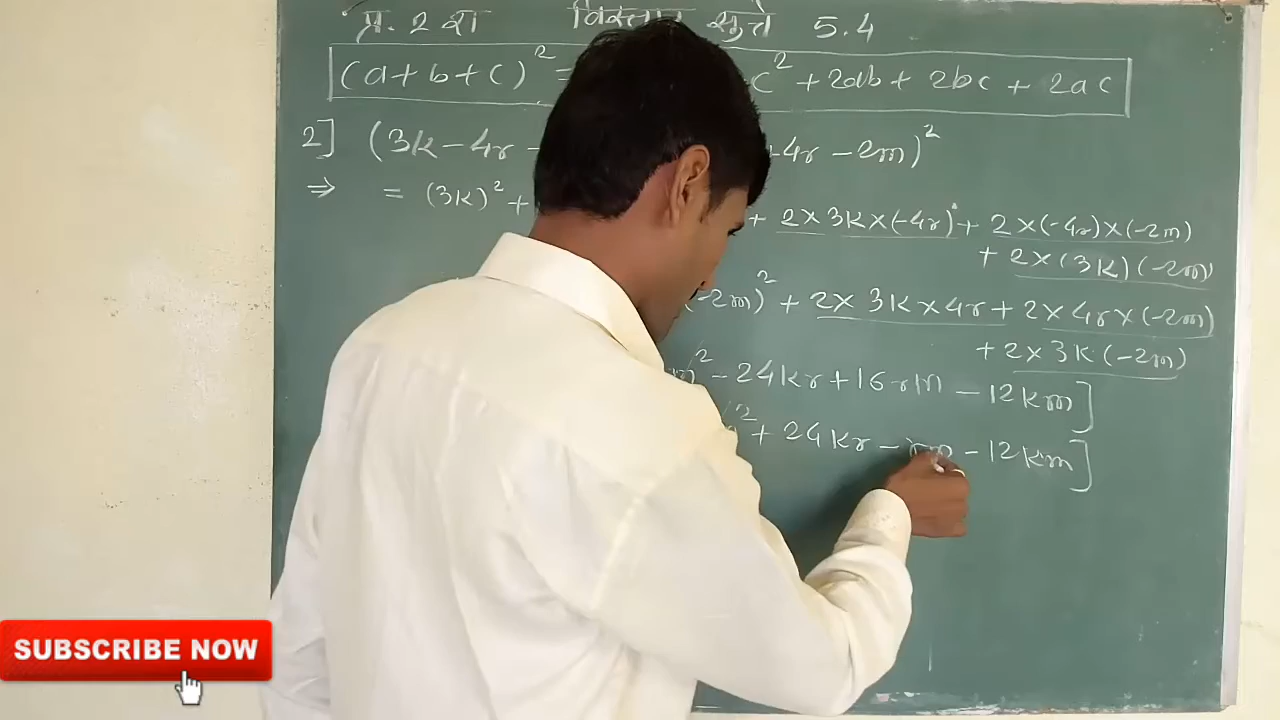 प्र. 2 रा विस्तार सुत्रे 5.4
(a+b+c)² = c² + 2ab + 2bc + 2ac
2] (3k-4r - +4r -2m)²
⇒ = (3k)² + + 2×3k×(-4r) + 2×(-4r)×(-2m)
+ 2×(3k)(-2m)
(-2m)² + 2×3k×4r + 2×4r×(-2m)
+ 2×3k(-2m)
m² - 24kr + 16rm - 12km]
² + 24kr - rm - 12km]
SUBSCRIBE NOW